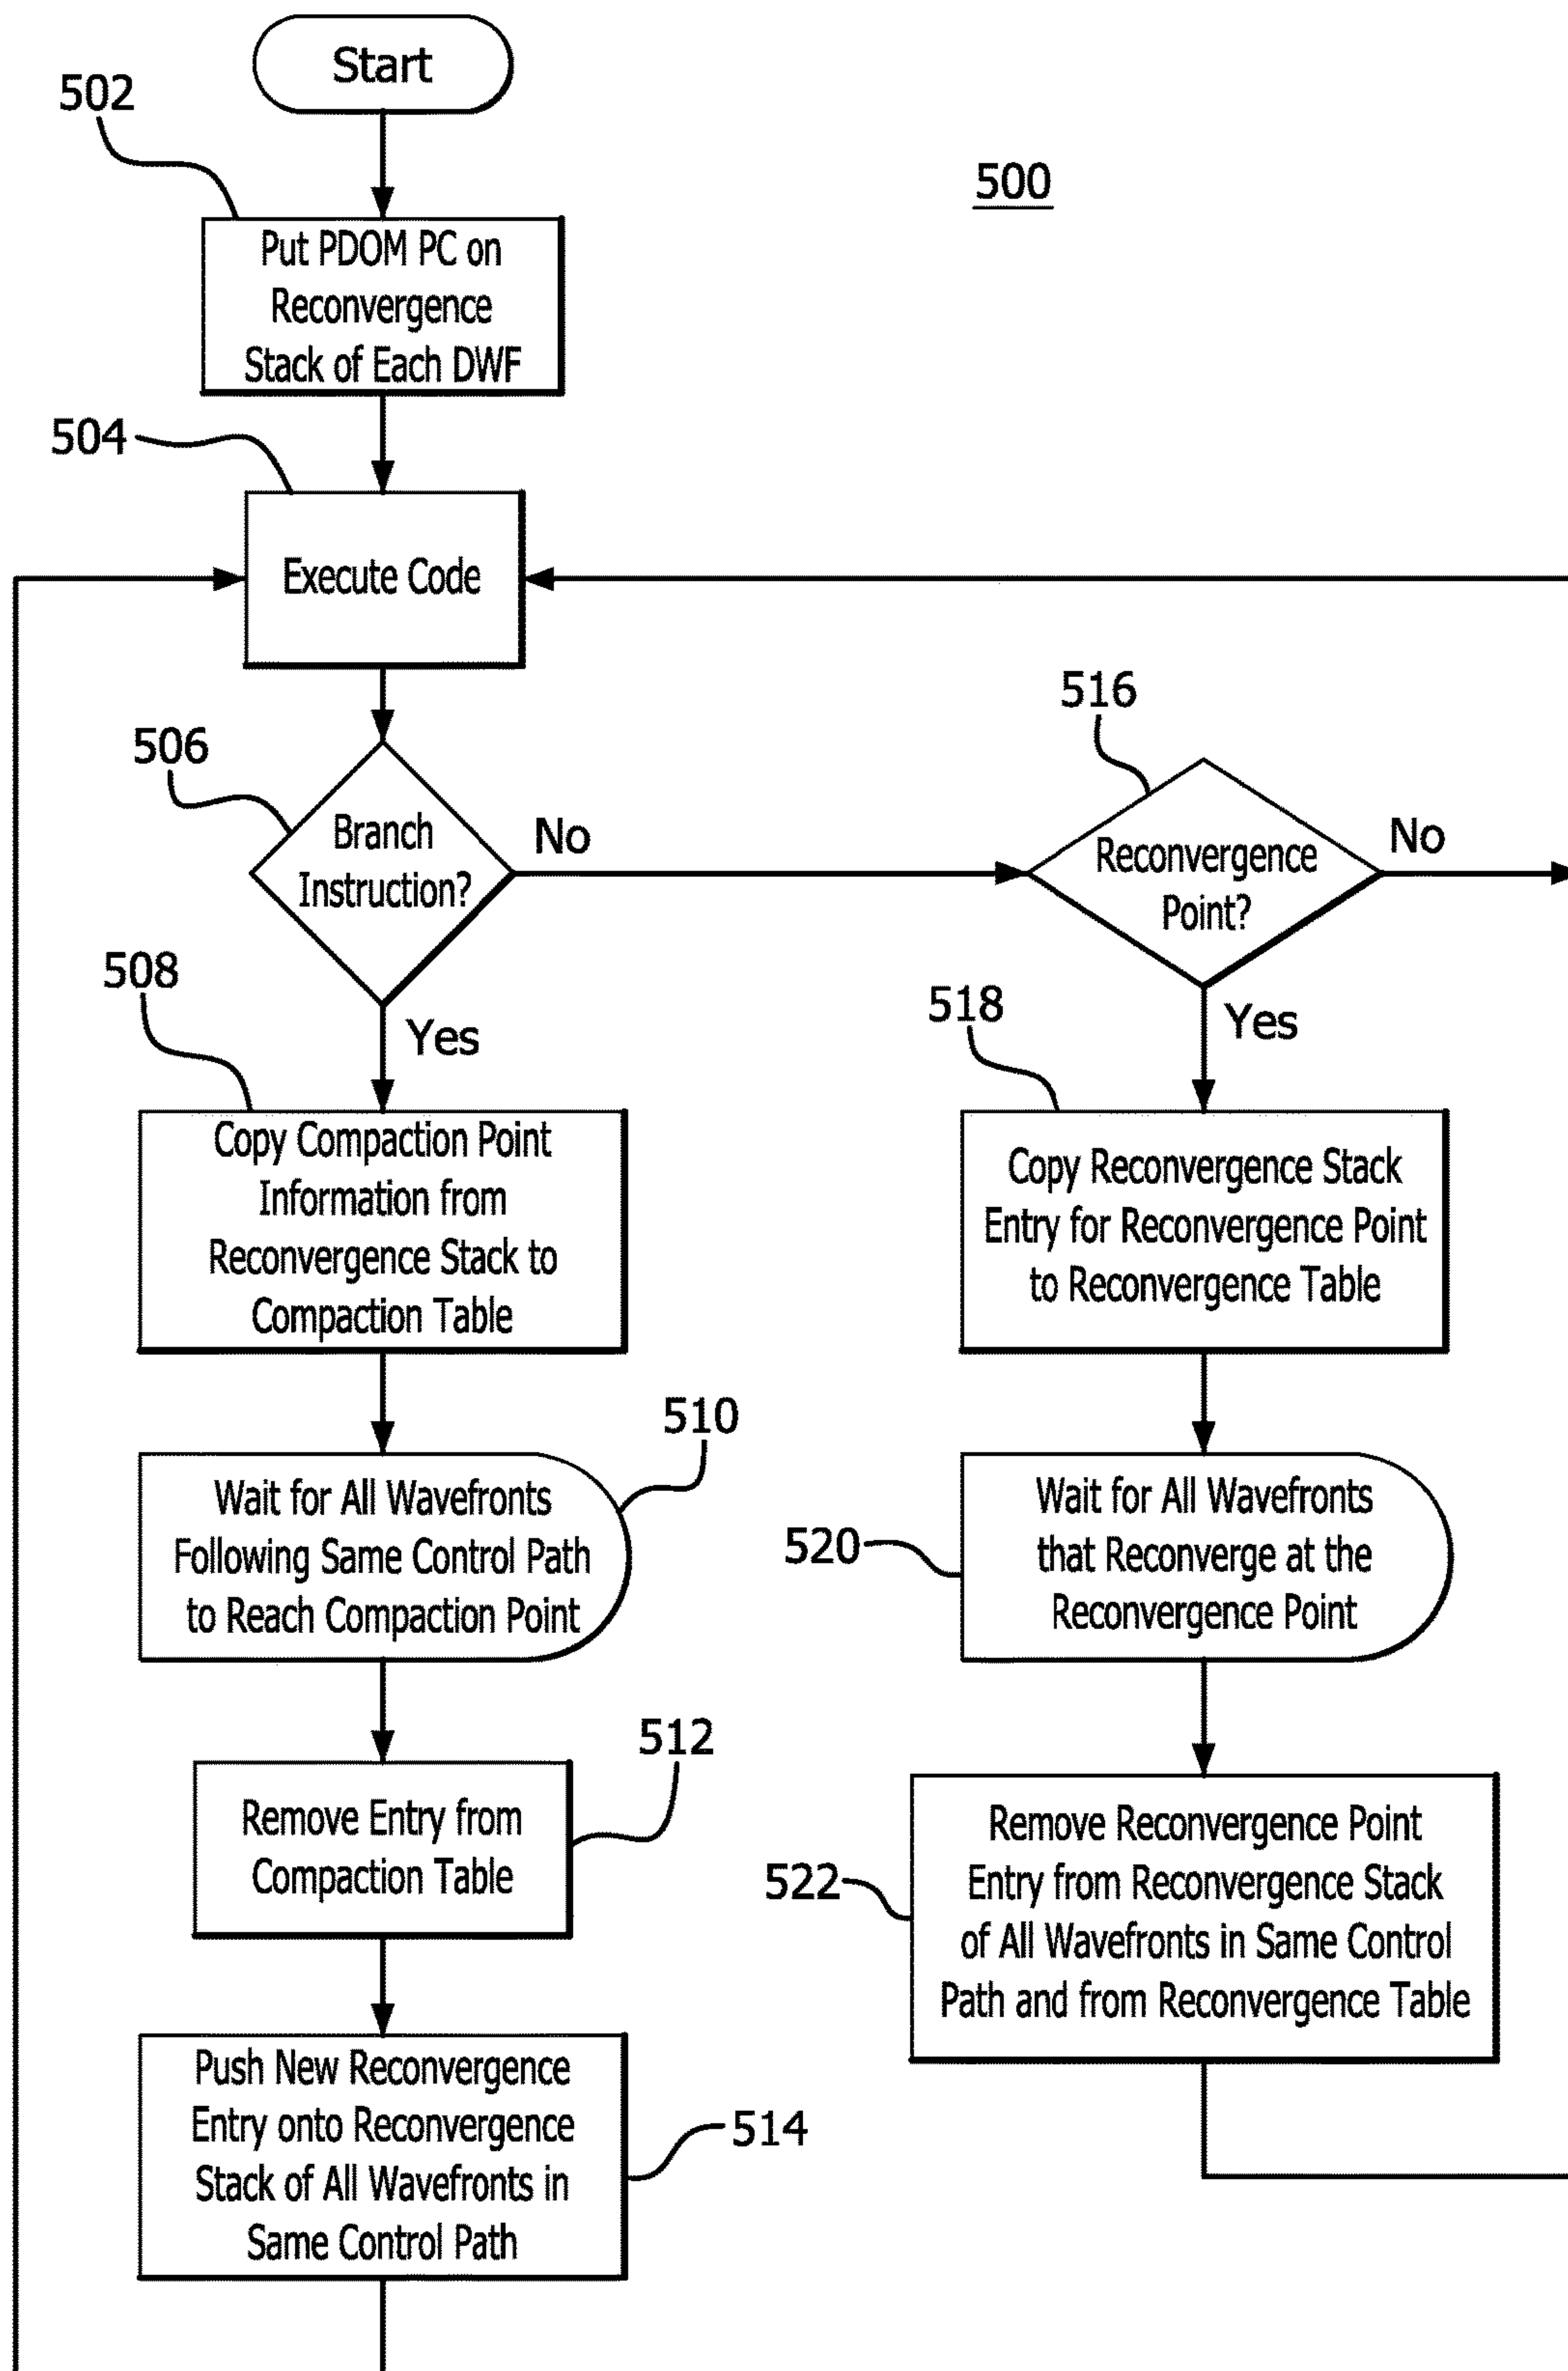 Start
502
500
Put PDOM PC on
Reconvergence
Stack of Each DWF
504
Execute Code
506
Branch
Instruction?
No
516
Reconvergence
Point?
No
508
Yes
Copy Compaction Point
Information from
Reconvergence Stack to
Compaction Table
518
Yes
Copy Reconvergence Stack
Entry for Reconvergence Point
to Reconvergence Table
510
Wait for All Wavefronts
Following Same Control Path
to Reach Compaction Point
520
Wait for All Wavefronts
that Reconverge at the
Reconvergence Point
512
Remove Entry from
Compaction Table
522
Remove Reconvergence Point
Entry from Reconvergence Stack
of All Wavefronts in Same Control
Path and from Reconvergence Table
Push New Reconvergence
Entry onto Reconvergence
Stack of All Wavefronts in
Same Control Path
514